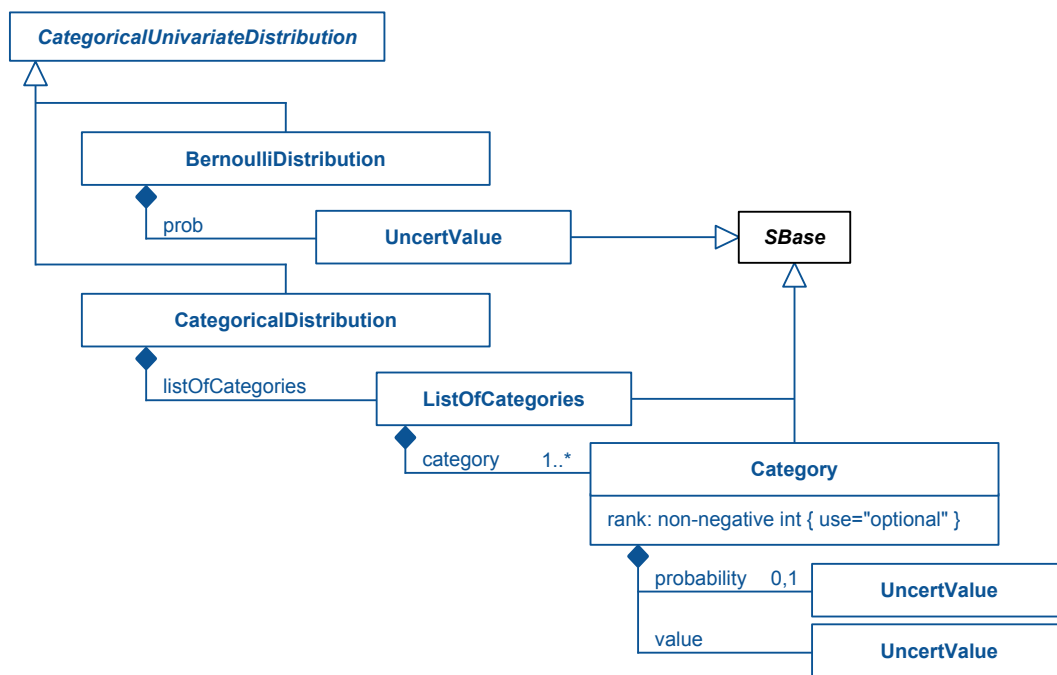 CategoricalUnivariateDistribution
BernoulliDistribution
prob
UncertValue
SBase
CategoricalDistribution
listOfCategories
ListOfCategories
category 1..*
Category
rank: non-negative int { use="optional" }
probability 0,1
UncertValue
value
UncertValue